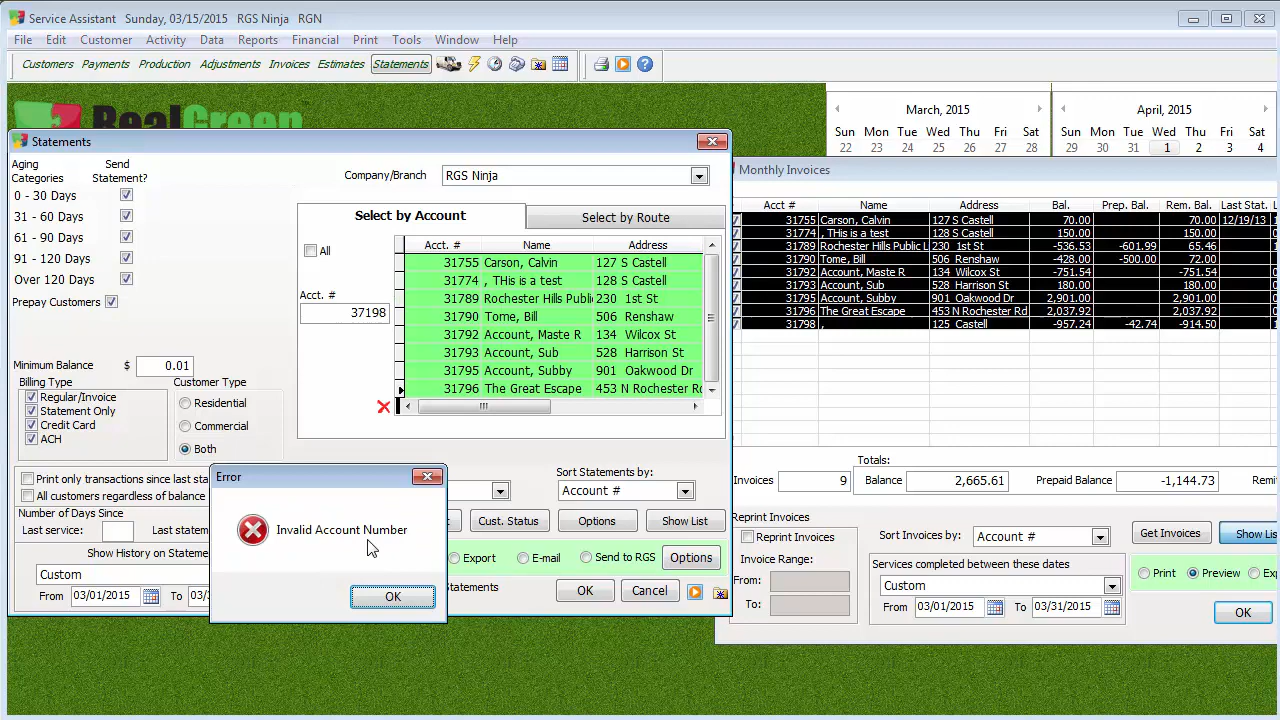 Service Assistant Sunday, 03/15/2015 RGS Ninja RGN
File Edit Customer Activity Data Reports Financial Print Tools Window Help
Customers Payments Production Adjustments Invoices Estimates Statements
RealGreen
March, 2015 April, 2015
Sun Mon Tue Wed Thu Fri Sat Sun Mon Tue Wed Thu Fri Sat
22 23 24 25 26 27 28 29 30 31 1 2 3 4
Statements
Aging Categories
Send Statement?
0 - 30 Days
31 - 60 Days
61 - 90 Days
91 - 120 Days
Over 120 Days
Prepay Customers
Minimum Balance $ 0.01
Billing Type
Regular/Invoice
Statement Only
Credit Card
ACH
Customer Type
Residential
Commercial
Both
Company/Branch RGS Ninja
Select by Account Select by Route
All
Acct. #
37198
Acct. # Name Address
31755 Carson, Calvin 127 S Castell
31774 , THis is a test 128 S Castell
31789 Rochester Hills Publi 230 1st St
31790 Tome, Bill 506 Renshaw
31792 Account, Maste R 134 Wilcox St
31793 Account, Sub 528 Harrison St
31795 Account, Subby 901 Oakwood Dr
31796 The Great Escape 453 N Rochester Rd
Print only transactions since last sta
All customers regardless of balance
Number of Days Since
Last service: Last statem
Show History on Stateme
Custom
From 03/01/2015 To 03/3
Sort Statements by:
Account #
Cust. Status Options Show List
Export E-mail Send to RGS Options
Statements OK Cancel
Error
Invalid Account Number
OK
Monthly Invoices
Acct # Name Address Bal. Prep. Bal. Rem. Bal. Last Stat.
31755 Carson, Calvin 127 S Castell 70.00 70.00 12/19/13
31774 , THis is a test 128 S Castell 150.00 150.00
31789 Rochester Hills Public L 230 1st St -536.53 -601.99 65.46
31790 Tome, Bill 506 Renshaw -428.00 -500.00 72.00
31792 Account, Maste R 134 Wilcox St -751.54 -751.54
31793 Account, Sub 528 Harrison St 180.00 180.00
31795 Account, Subby 901 Oakwood Dr 2,901.00 2,901.00
31796 The Great Escape 453 N Rochester Rd 2,037.92 2,037.92
31798 , 125 Castell -957.24 -42.74 -914.50
Totals:
Invoices 9 Balance 2,665.61 Prepaid Balance -1,144.73 Remi
Reprint Invoices
Reprint Invoices
Invoice Range:
From:
To:
Sort Invoices by: Account #
Get Invoices Show Lis
Services completed between these dates
Custom
From 03/01/2015 To 03/31/2015
Print Preview Exp
OK